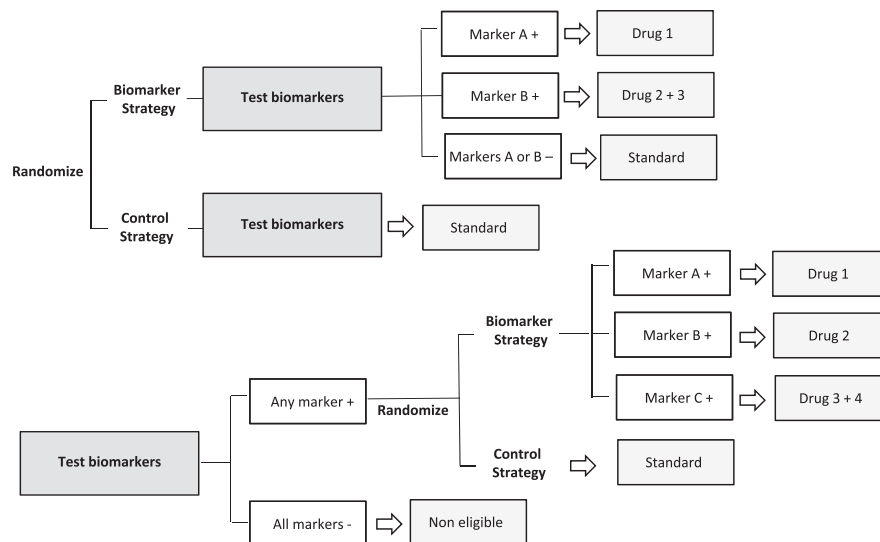 Marker A +
Drug 1
Biomarker
Strategy
Test biomarkers
Marker B +
Drug 2 + 3
Markers A or B –
Standard
Randomize
Control
Strategy
Test biomarkers
Standard
Marker A +
Drug 1
Biomarker
Strategy
Marker B +
Drug 2
Marker C +
Drug 3 + 4
Any marker +
Randomize
Control
Strategy
Standard
Test biomarkers
All markers -
Non eligible